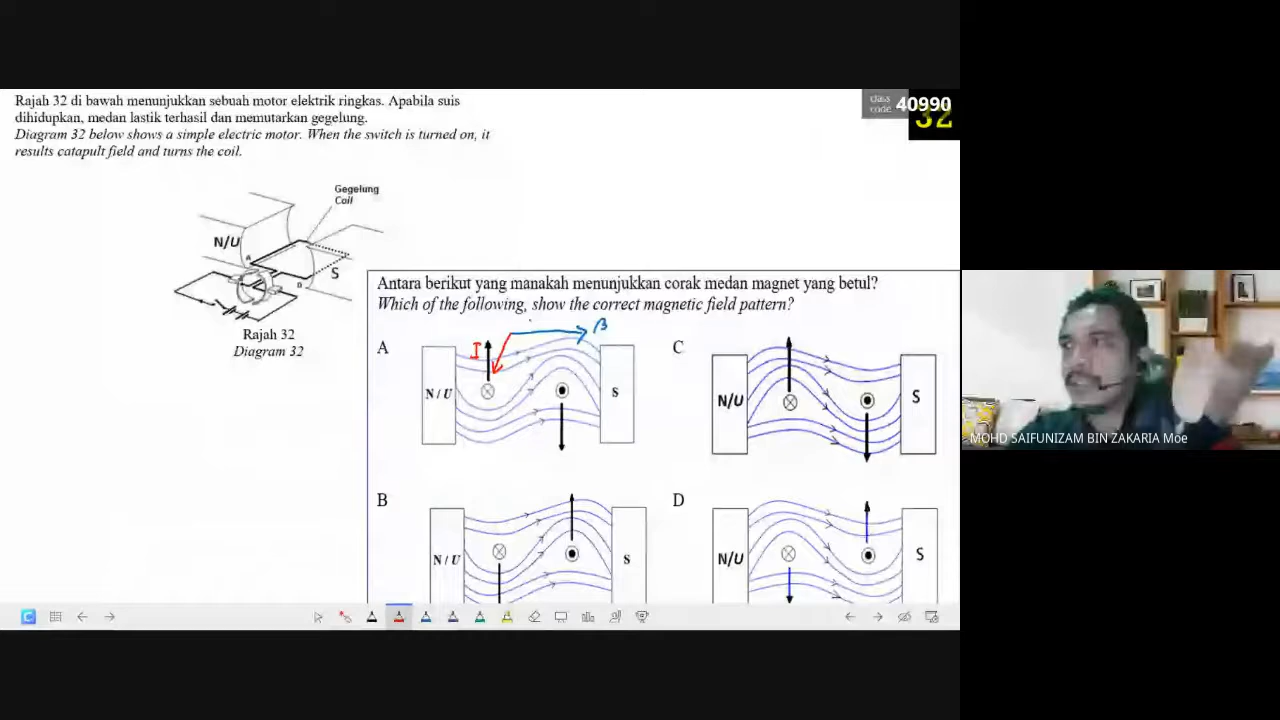 Rajah 32 di bawah menunjukkan sebuah motor elektrik ringkas. Apabila suis
dihidupkan, medan lastik terhasil dan memutarkan gegelung.
Diagram 32 below shows a simple electric motor. When the switch is turned on, it
results catapult field and turns the coil.
class
code
40990
32
Gegelung
Coil
N/U
A
S
D
Rajah 32
Diagram 32
Antara berikut yang manakah menunjukkan corak medan magnet yang betul?
Which of the following, show the correct magnetic field pattern?
A
I
B
N / U
S
C
N/U
S
MOHD SAIFUNIZAM BIN ZAKARIA Moe
B
N / U
S
D
N/U
S